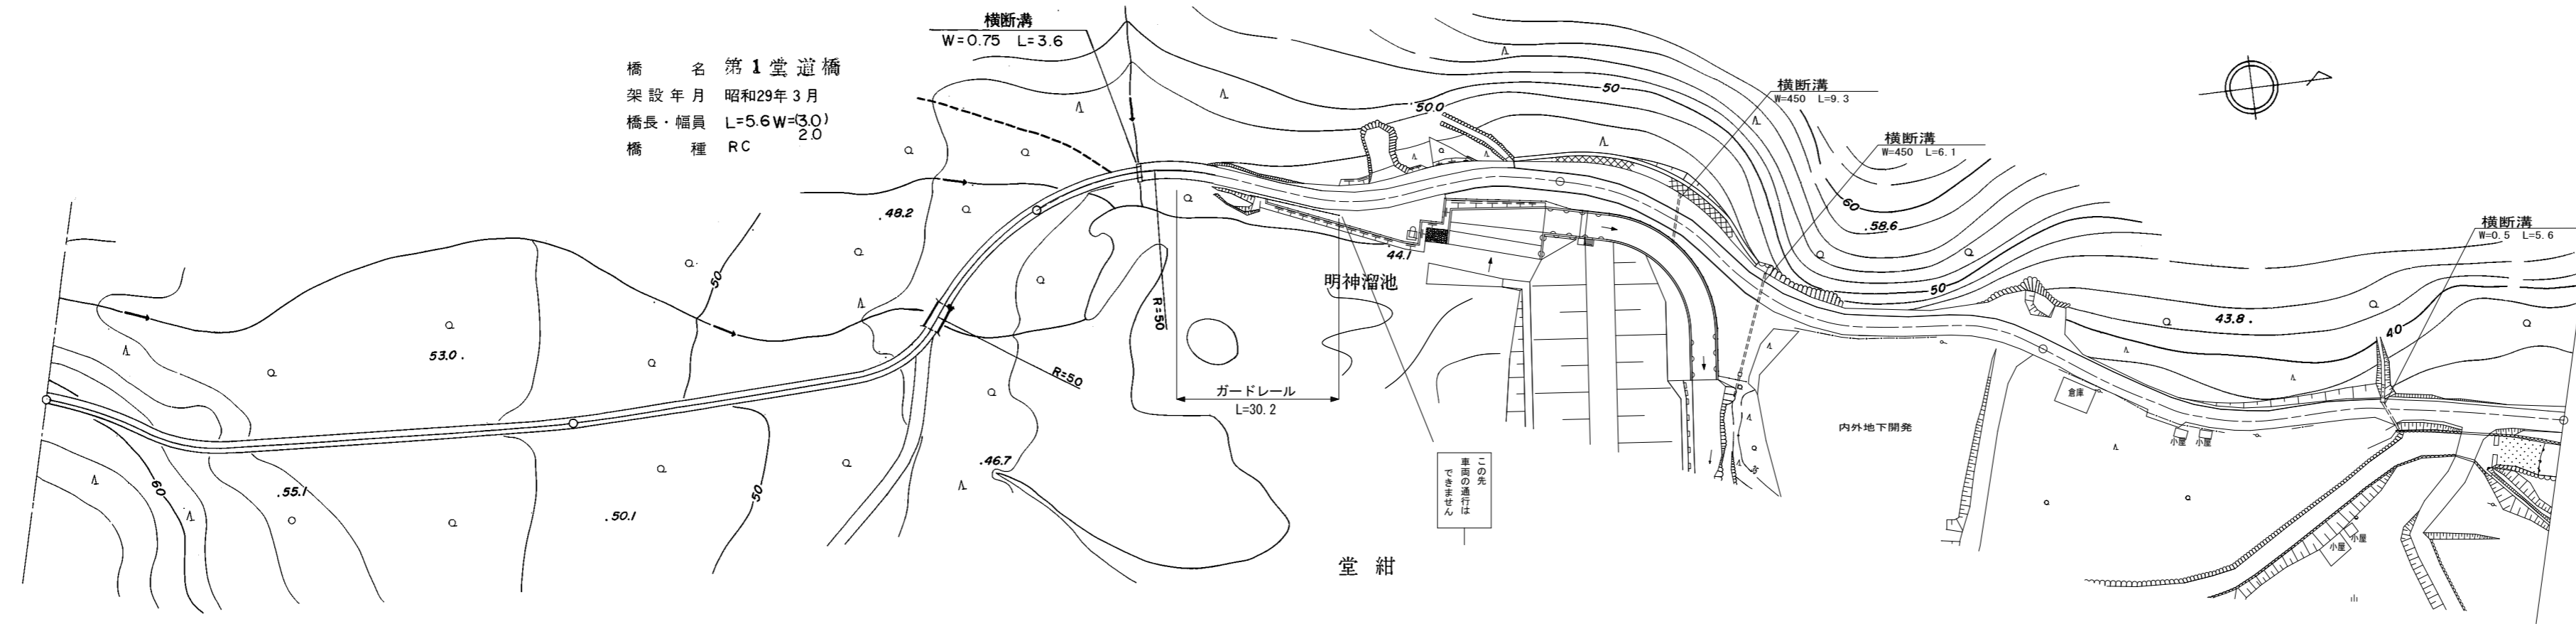 横断溝
W=0.75 L=3.6
橋名 第1堂道橋
架設年月 昭和29年3月
橋長・幅員 L=5.6 W=(3.0)
2.0
橋種 RC
横断溝
W=450 L=9.3
横断溝
W=450 L=6.1
横断溝
W=0.5 L=5.6
50.0
50
60
58.6
50
43.8
40
48.2
50
53.0
R=50
R=50
44.1
明神溜池
ガードレール
L=30.2
この先
車両の通行は
できません
内外地下開発
倉庫
小屋
小屋
小屋
小屋
46.7
60
55.1
50.1
50
堂紺